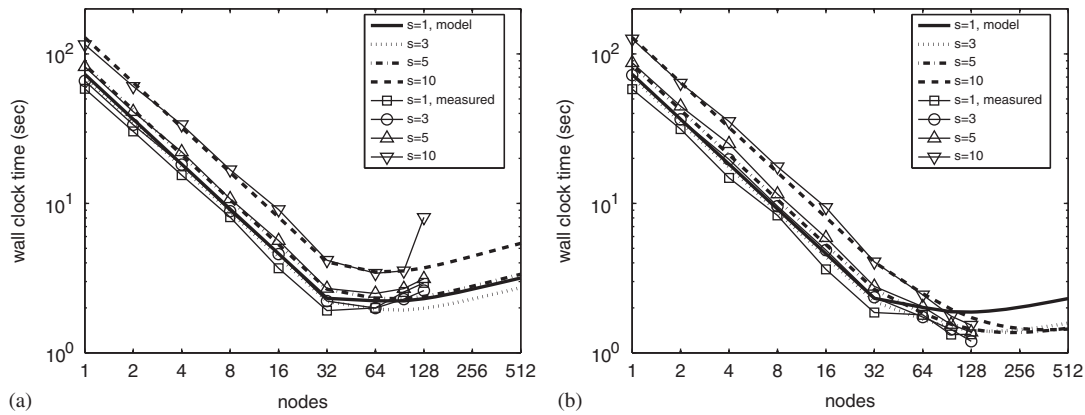 10^2
10^1
10^0
wall clock time (sec)
s=1, model
s=3
s=5
s=10
s=1, measured
s=3
s=5
s=10
1 2 4 8 16 32 64 128 256 512
nodes
(a)
10^2
10^1
10^0
wall clock time (sec)
s=1, model
s=3
s=5
s=10
s=1, measured
s=3
s=5
s=10
1 2 4 8 16 32 64 128 256 512
nodes
(b)